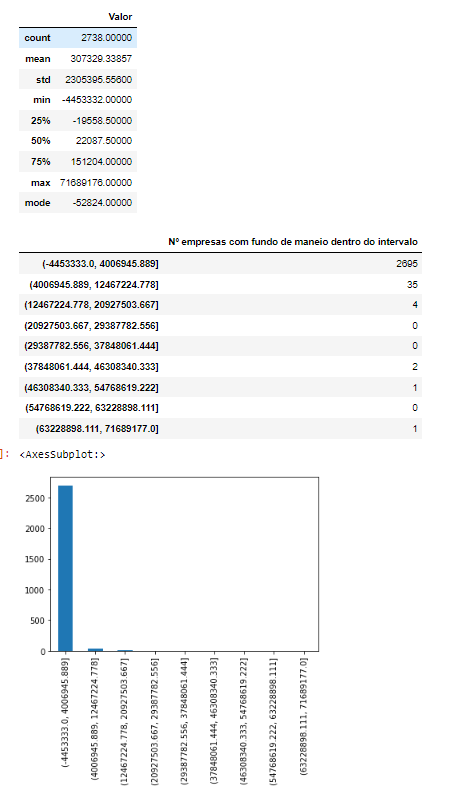 Valor
count 2738.00000
mean 307329.33857
std 2305395.55600
min -4453332.00000
25% -19558.50000
50% 22087.50000
75% 151204.00000
max 71689176.00000
mode -52824.00000
Nº empresas com fundo de maneio dentro do intervalo
(-4453333.0, 4006945.889] 2695
(4006945.889, 12467224.778] 35
(12467224.778, 20927503.667] 4
(20927503.667, 29387782.556] 0
(29387782.556, 37848061.444] 0
(37848061.444, 46308340.333] 2
(46308340.333, 54768619.222] 1
(54768619.222, 63228898.111] 0
(63228898.111, 71689177.0] 1
]: <AxesSubplot:>
2500
2000
1500
1000
500
0
(-4453333.0, 4006945.889]
(4006945.889, 12467224.778]
(12467224.778, 20927503.667]
(20927503.667, 29387782.556]
(29387782.556, 37848061.444]
(37848061.444, 46308340.333]
(46308340.333, 54768619.222]
(54768619.222, 63228898.111]
(63228898.111, 71689177.0]